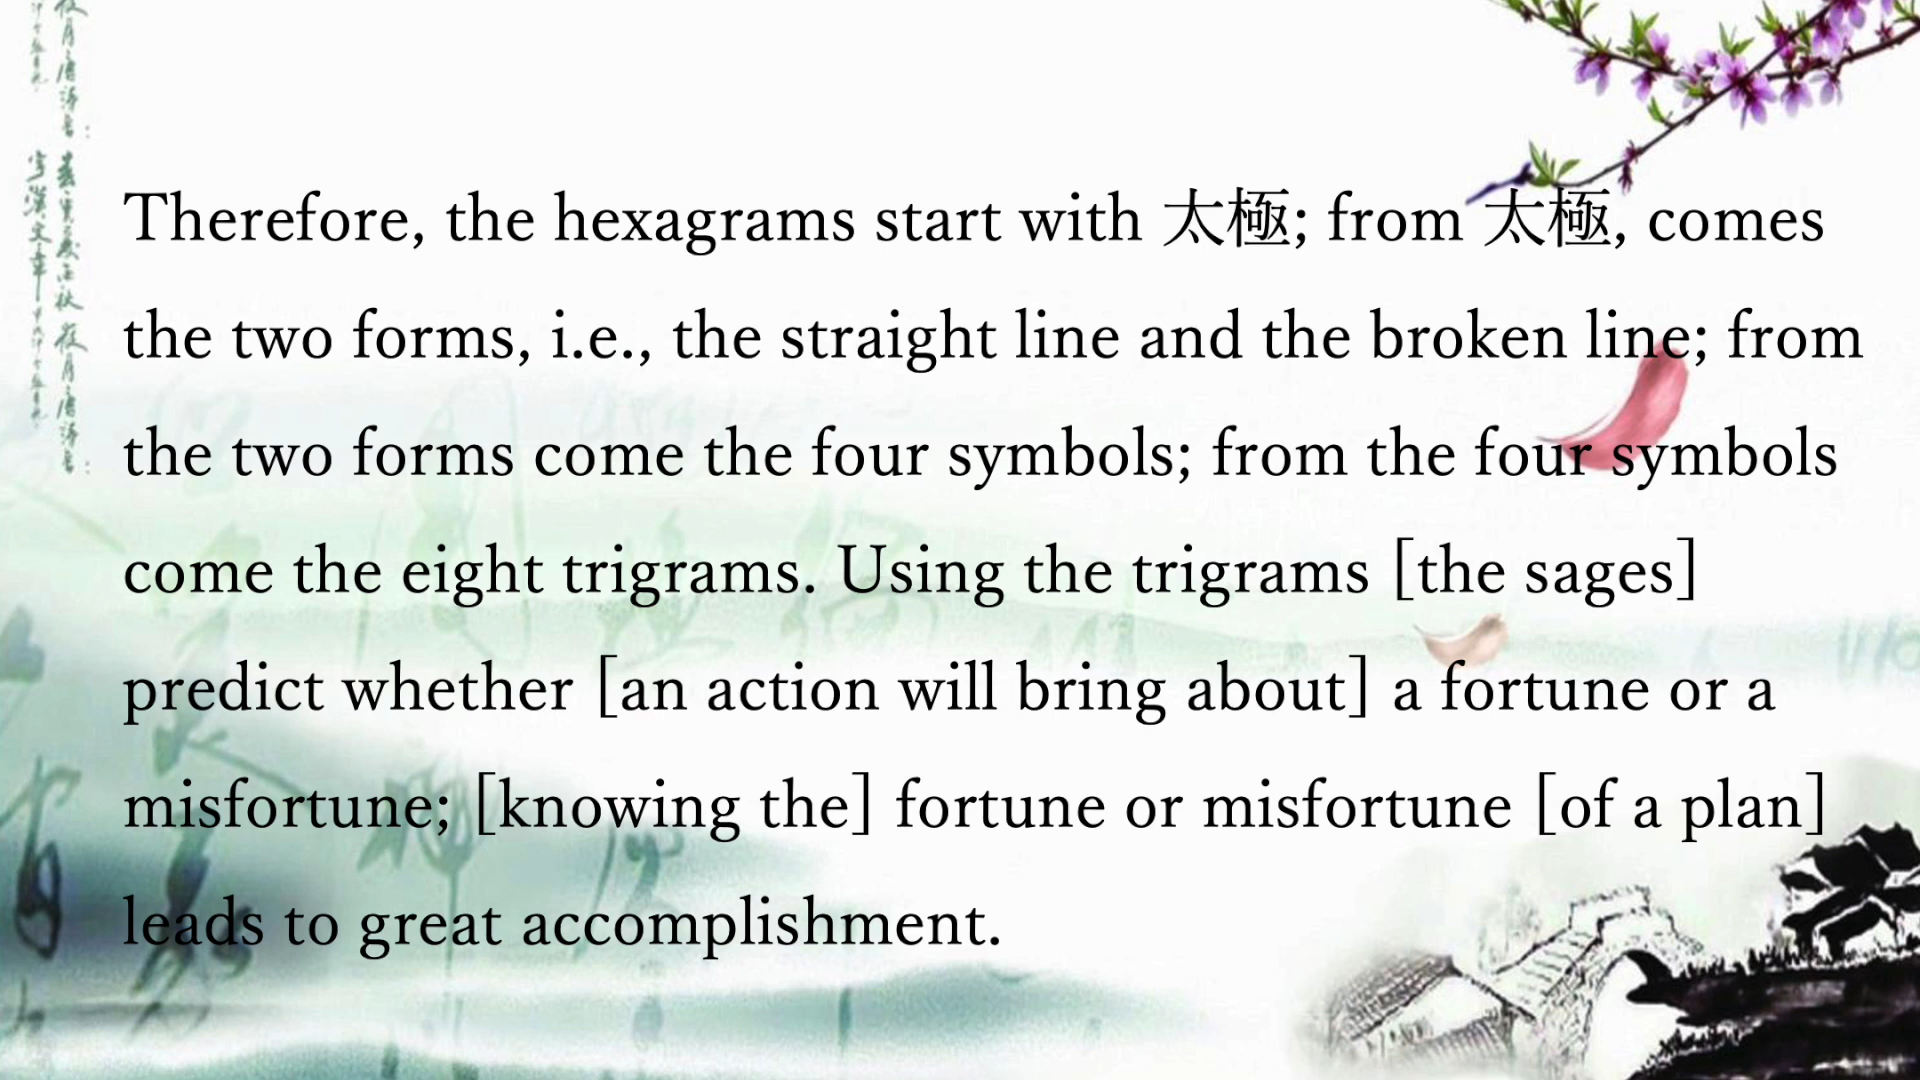 Therefore, the hexagrams start with 太極; from 太極, comes
the two forms, i.e., the straight line and the broken line; from
the two forms come the four symbols; from the four symbols
come the eight trigrams. Using the trigrams [the sages]
predict whether [an action will bring about] a fortune or a
misfortune; [knowing the] fortune or misfortune [of a plan]
leads to great accomplishment.